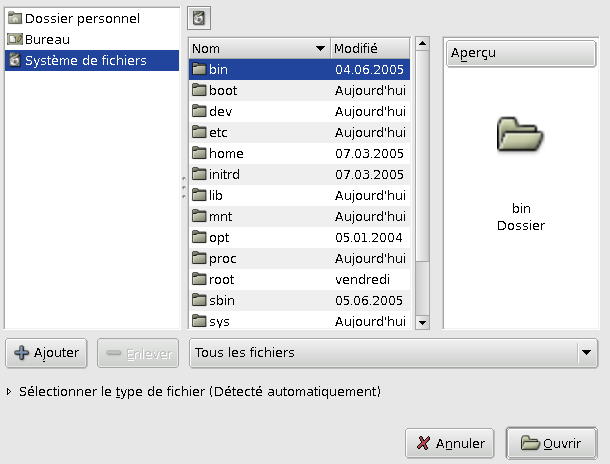 Dossier personnel
Bureau
Système de fichiers
Nom Modifié
bin 04.06.2005
boot Aujourd'hui
dev Aujourd'hui
etc Aujourd'hui
home 07.03.2005
initrd 07.03.2005
lib Aujourd'hui
mnt Aujourd'hui
opt 05.01.2004
proc Aujourd'hui
root vendredi
sbin 05.06.2005
sys Aujourd'hui
Aperçu
bin
Dossier
Ajouter
Enlever
Tous les fichiers
Sélectionner le type de fichier (Détecté automatiquement)
Annuler
Ouvrir